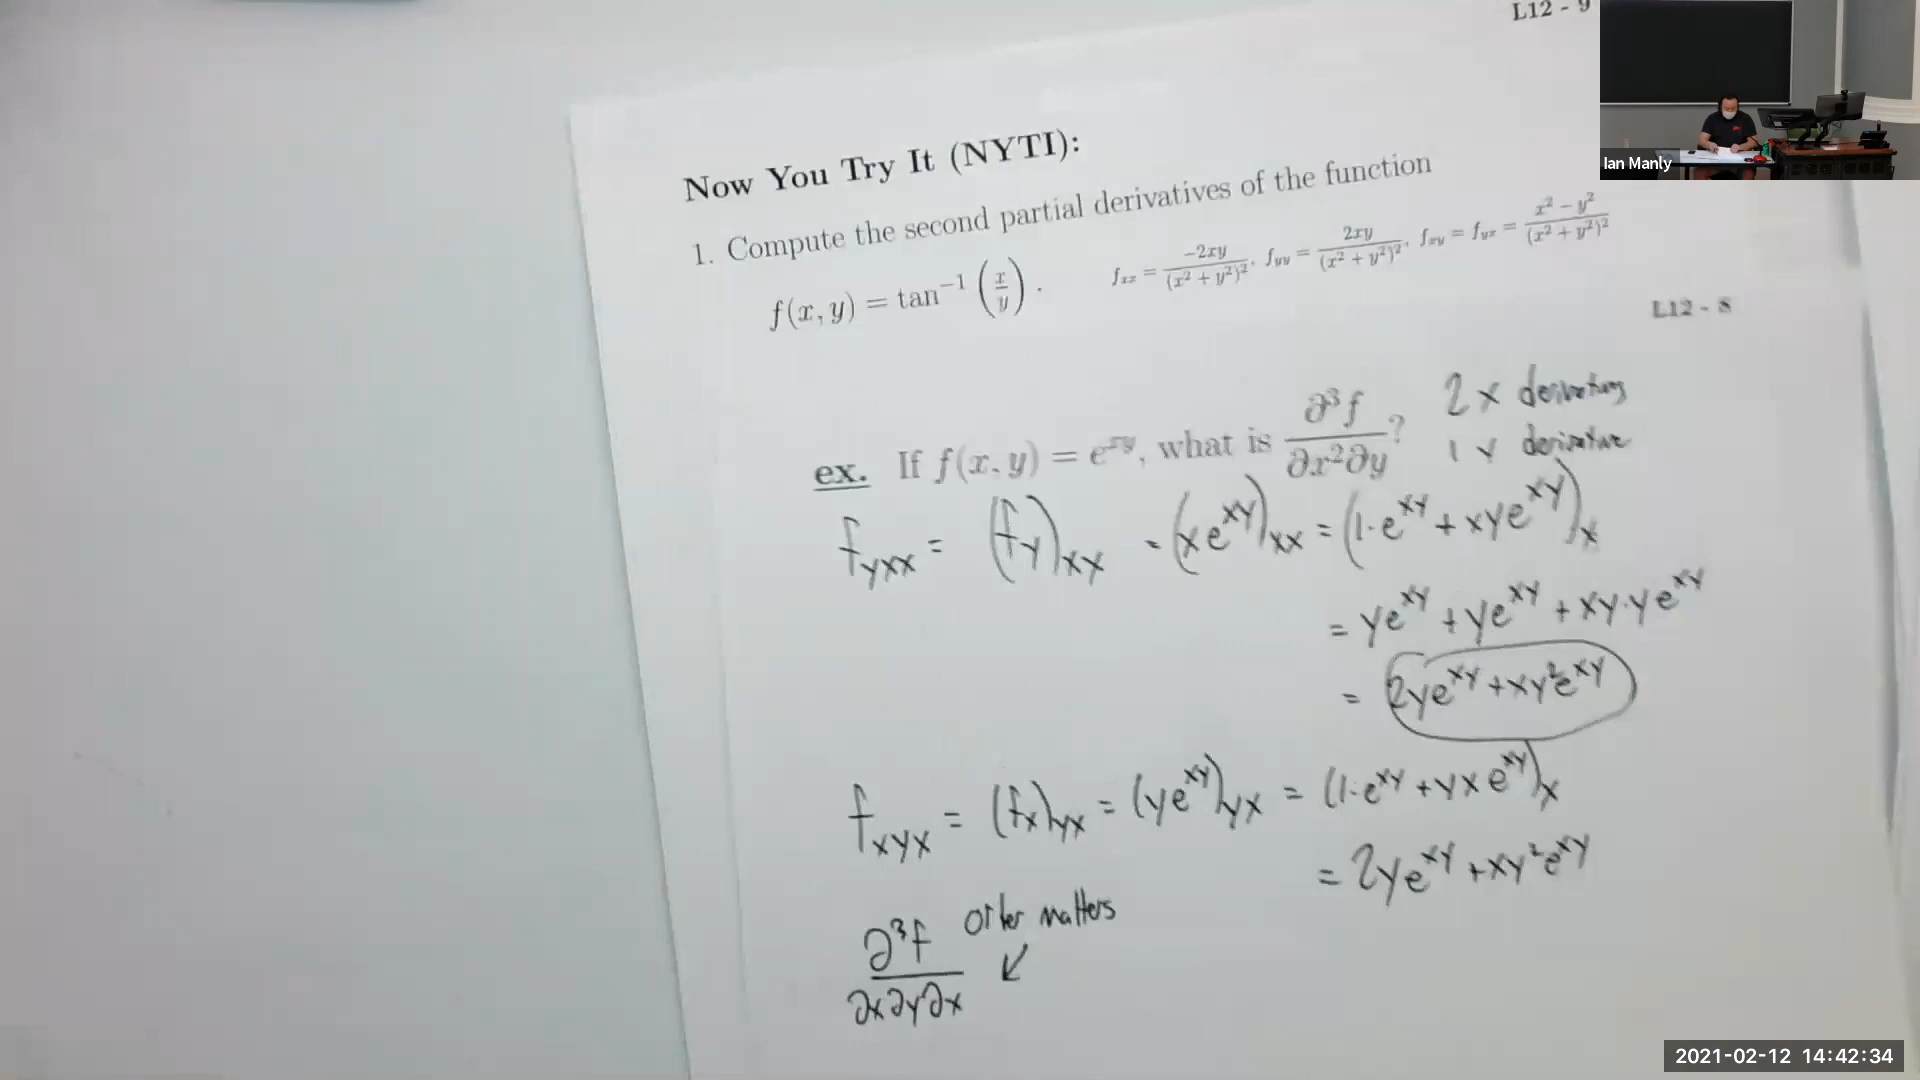 L12 - 9
Ian Manly
Now You Try It (NYTI):
1. Compute the second partial derivatives of the function
f(x, y) = tan⁻¹ (x/y). f_xx = -2xy/(x² + y²)², f_yy = 2xy/(x² + y²)², f_xy = f_yx = x² - y²/(x² + y²)²
L12 - 8
ex. If f(x, y) = e^xy, what is ∂³f/∂x²∂y? 2 x derivatives
1 y derivative
f_yxx = (f_y)_xx = (xe^xy)_xx = (1·e^xy + xye^xy)_x
= ye^xy + ye^xy + xy·ye^xy
= 2ye^xy + xy²e^xy
f_xyx = (f_x)_yx = (ye^xy)_yx = (1·e^xy + yxe^xy)_x
= 2ye^xy + xy²e^xy
∂³f/∂x∂y∂x order matters ↙
2021-02-12 14:42:34